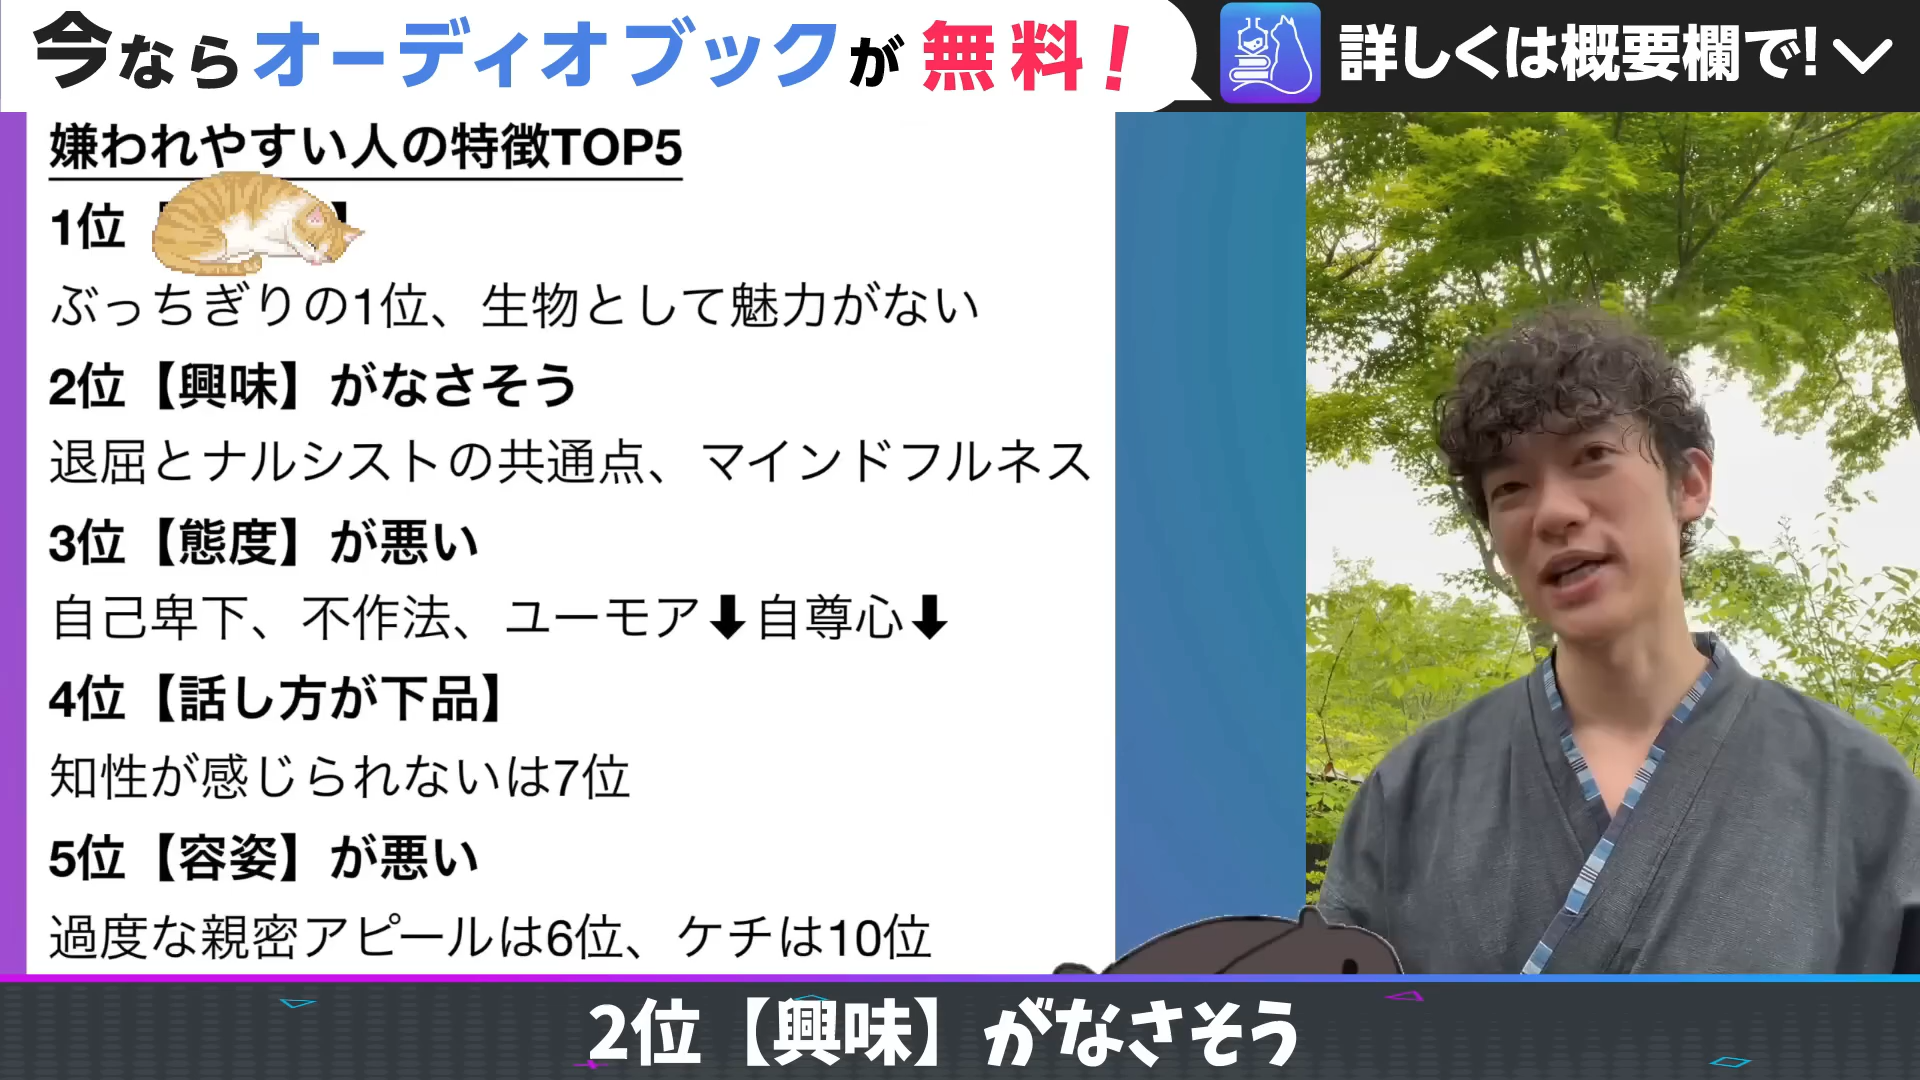 今ならオーディオブックが無料！
詳しくは概要欄で!
嫌われやすい人の特徴TOP5
1位【 】
ぶっちぎりの1位、生物として魅力がない
2位【興味】がなさそう
退屈とナルシストの共通点、マインドフルネス
3位【態度】が悪い
自己卑下、不作法、ユーモア⬇自尊心⬇
4位【話し方が下品】
知性が感じられないは7位
5位【容姿】が悪い
過度な親密アピールは6位、ケチは10位
2位【興味】がなさそう